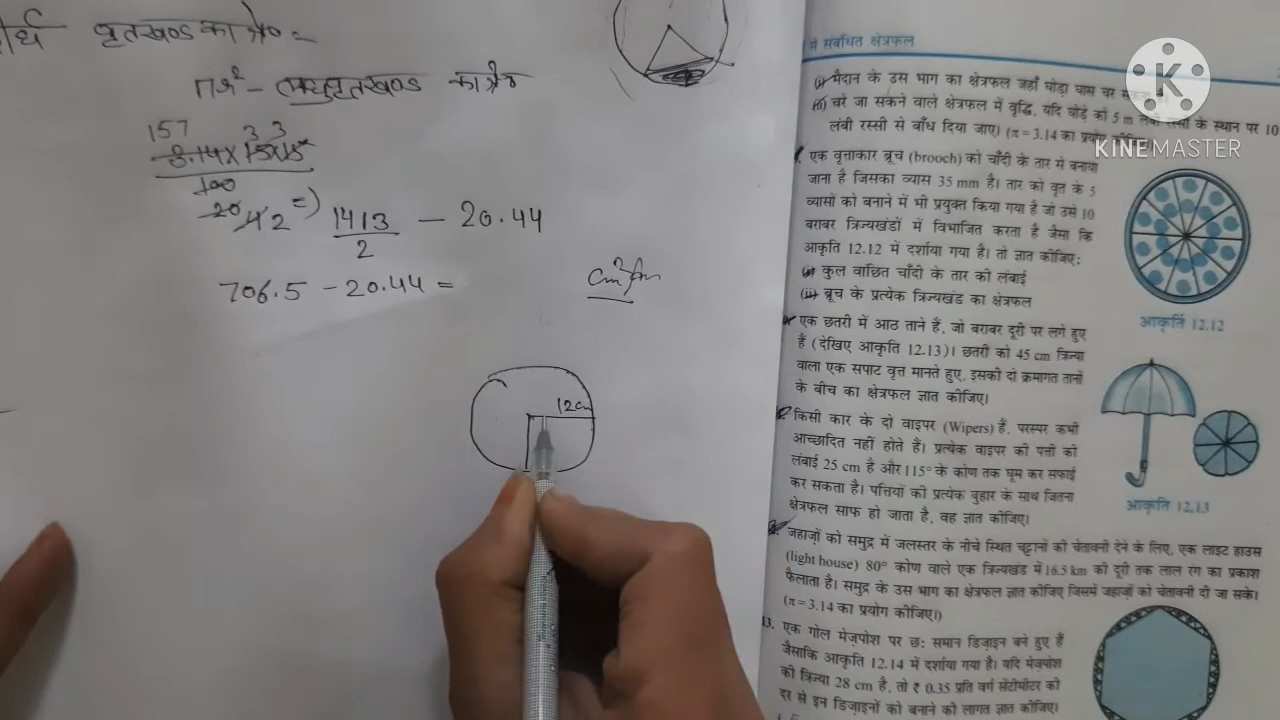 र्घ वृतखण्ड का क्षे० =
πr² - लघुवृतखण्ड का क्षे०
157 3 3
3.14 × 15×15
100
20 4 2 =) 1413/2 - 20.44
706.5 - 20.44 = cm²
12cm
में संबंधित क्षेत्रफल
(i) मैदान के उस भाग का क्षेत्रफल जहाँ घोड़ा घास चर
(ii) चरे जा सकने वाले क्षेत्रफल में वृद्धि, यदि घोड़े को 5 m लंबी रस्सी के स्थान पर 10
लंबी रस्सी से बाँध दिया जाए। (π = 3.14 का प्रयोग कीजिए।)
KINEMASTER
एक वृत्ताकार ब्रूच (brooch) को चाँदी के तार से बनाया
जाना है जिसका व्यास 35 mm है। तार को वृत्त के 5
व्यासों को बनाने में भी प्रयुक्त किया गया है जो उसे 10
बराबर त्रिज्यखंडों में विभाजित करता है जैसा कि
आकृति 12.12 में दर्शाया गया है। तो ज्ञात कीजिए:
(i) कुल वांछित चाँदी के तार की लंबाई
(ii) ब्रूच के प्रत्येक त्रिज्यखंड का क्षेत्रफल
आकृति 12.12
एक छतरी में आठ ताने हैं, जो बराबर दूरी पर लगे हुए
हैं (देखिए आकृति 12.13)। छतरी को 45 cm त्रिज्या
वाला एक सपाट वृत्त मानते हुए, इसकी दो क्रमागत तानों
के बीच का क्षेत्रफल ज्ञात कीजिए।
किसी कार के दो वाइपर (Wipers) हैं, परस्पर कभी
आच्छादित नहीं होते हैं। प्रत्येक वाइपर की पत्ती की
लंबाई 25 cm है और 115° के कोण तक घूम कर सफाई
कर सकता है। पत्तियों की प्रत्येक बुहार के साथ जितना
क्षेत्रफल साफ हो जाता है, वह ज्ञात कीजिए।
आकृति 12.13
जहाज़ों को समुद्र में जलस्तर के नीचे स्थित चट्टानों की चेतावनी देने के लिए, एक लाइट हाउस
(light house) 80° कोण वाले एक त्रिज्यखंड में 16.5 km की दूरी तक लाल रंग का प्रकाश
फैलाता है। समुद्र के उस भाग का क्षेत्रफल ज्ञात कीजिए जिसमें जहाज़ों को चेतावनी दी जा सके।
(π = 3.14 का प्रयोग कीजिए।)
13. एक गोल मेज़पोश पर छ: समान डिज़ाइन बने हुए हैं
जैसाकि आकृति 12.14 में दर्शाया गया है। यदि मेज़पोश
की त्रिज्या 28 cm है, तो ₹ 0.35 प्रति वर्ग सेंटीमीटर की
दर से इन डिज़ाइनों को बनाने की लागत ज्ञात कीजिए।